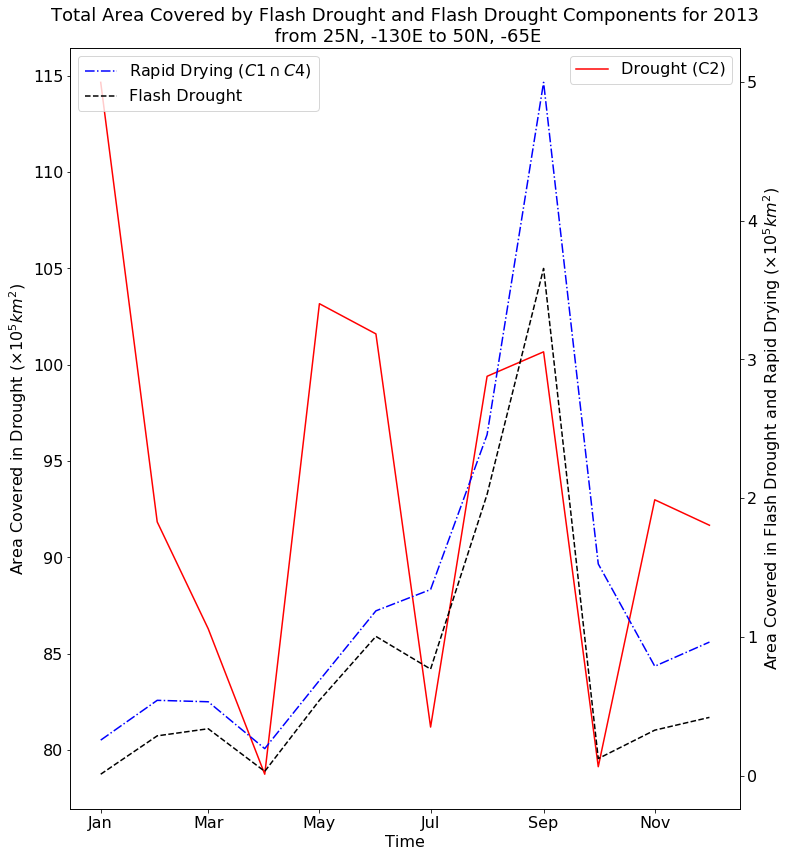 Total Area Covered by Flash Drought and Flash Drought Components for 2013
from 25N, -130E to 50N, -65E
Rapid Drying (C1 ∩ C4)
Flash Drought
Drought (C2)
Area Covered in Drought (×10⁵km²)
115
110
105
100
95
90
85
80
5
4
3
2
1
0
Area Covered in Flash Drought and Rapid Drying (×10⁵km²)
Jan Mar May Jul Sep Nov
Time